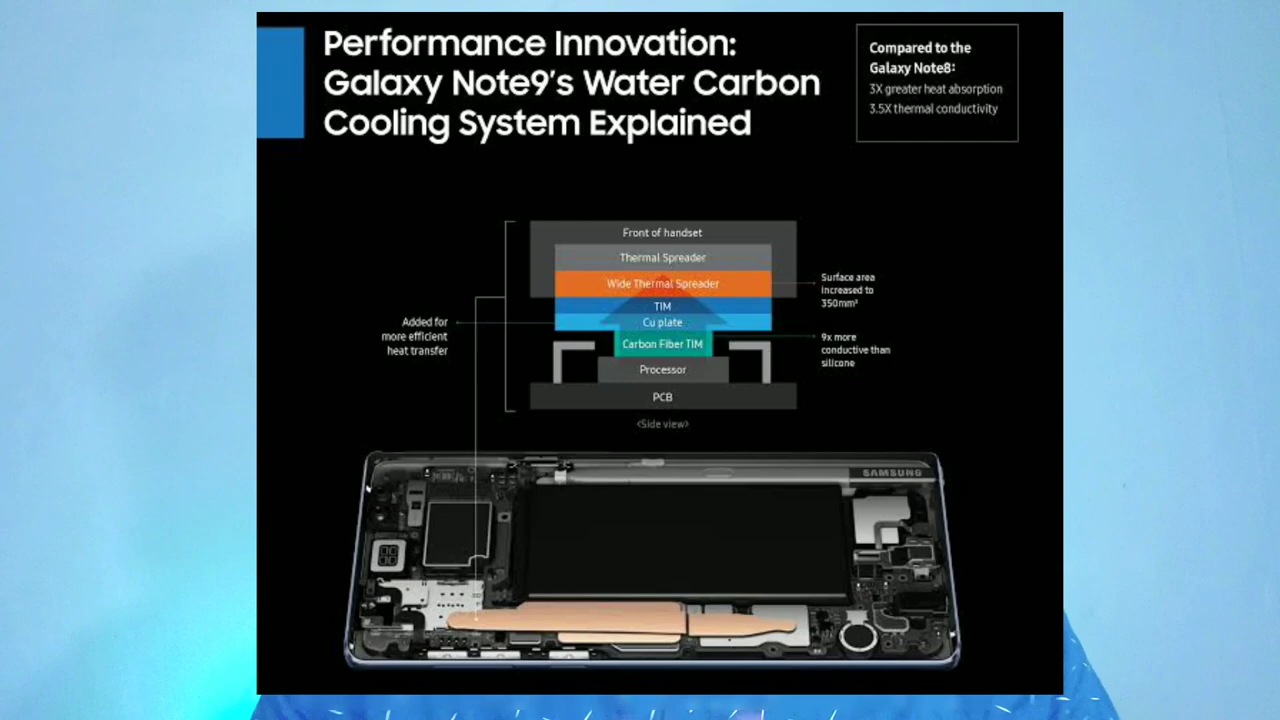 Performance Innovation:
Galaxy Note9's Water Carbon
Cooling System Explained
Compared to the
Galaxy Note8:
3X greater heat absorption
3.5X thermal conductivity
Front of handset
Thermal Spreader
Wide Thermal Spreader
TIM
Cu plate
Carbon Fiber TIM
Processor
PCB
<Side view>
Surface area
increased to
350mm²
Added for
more efficient
heat transfer
9x more
conductive than
silicone
SAMSUNG